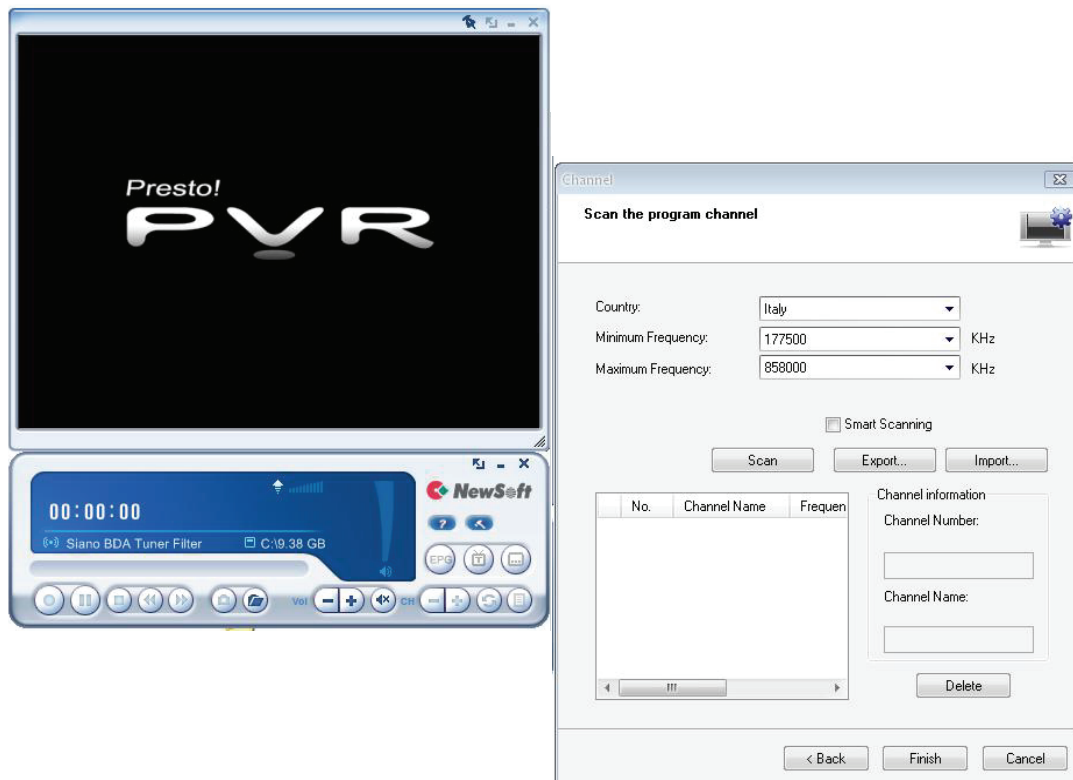 Presto!
PVR
NewSoft
00:00:00
Siano BDA Tuner Filter
C:\9.38 GB
EPG
T
Vol
CH
Channel
Scan the program channel
Country:
Italy
Minimum Frequency:
177500
KHz
Maximum Frequency:
858000
KHz
Smart Scanning
Scan
Export...
Import...
No.
Channel Name
Frequen
Channel information
Channel Number:
Channel Name:
Delete
< Back
Finish
Cancel